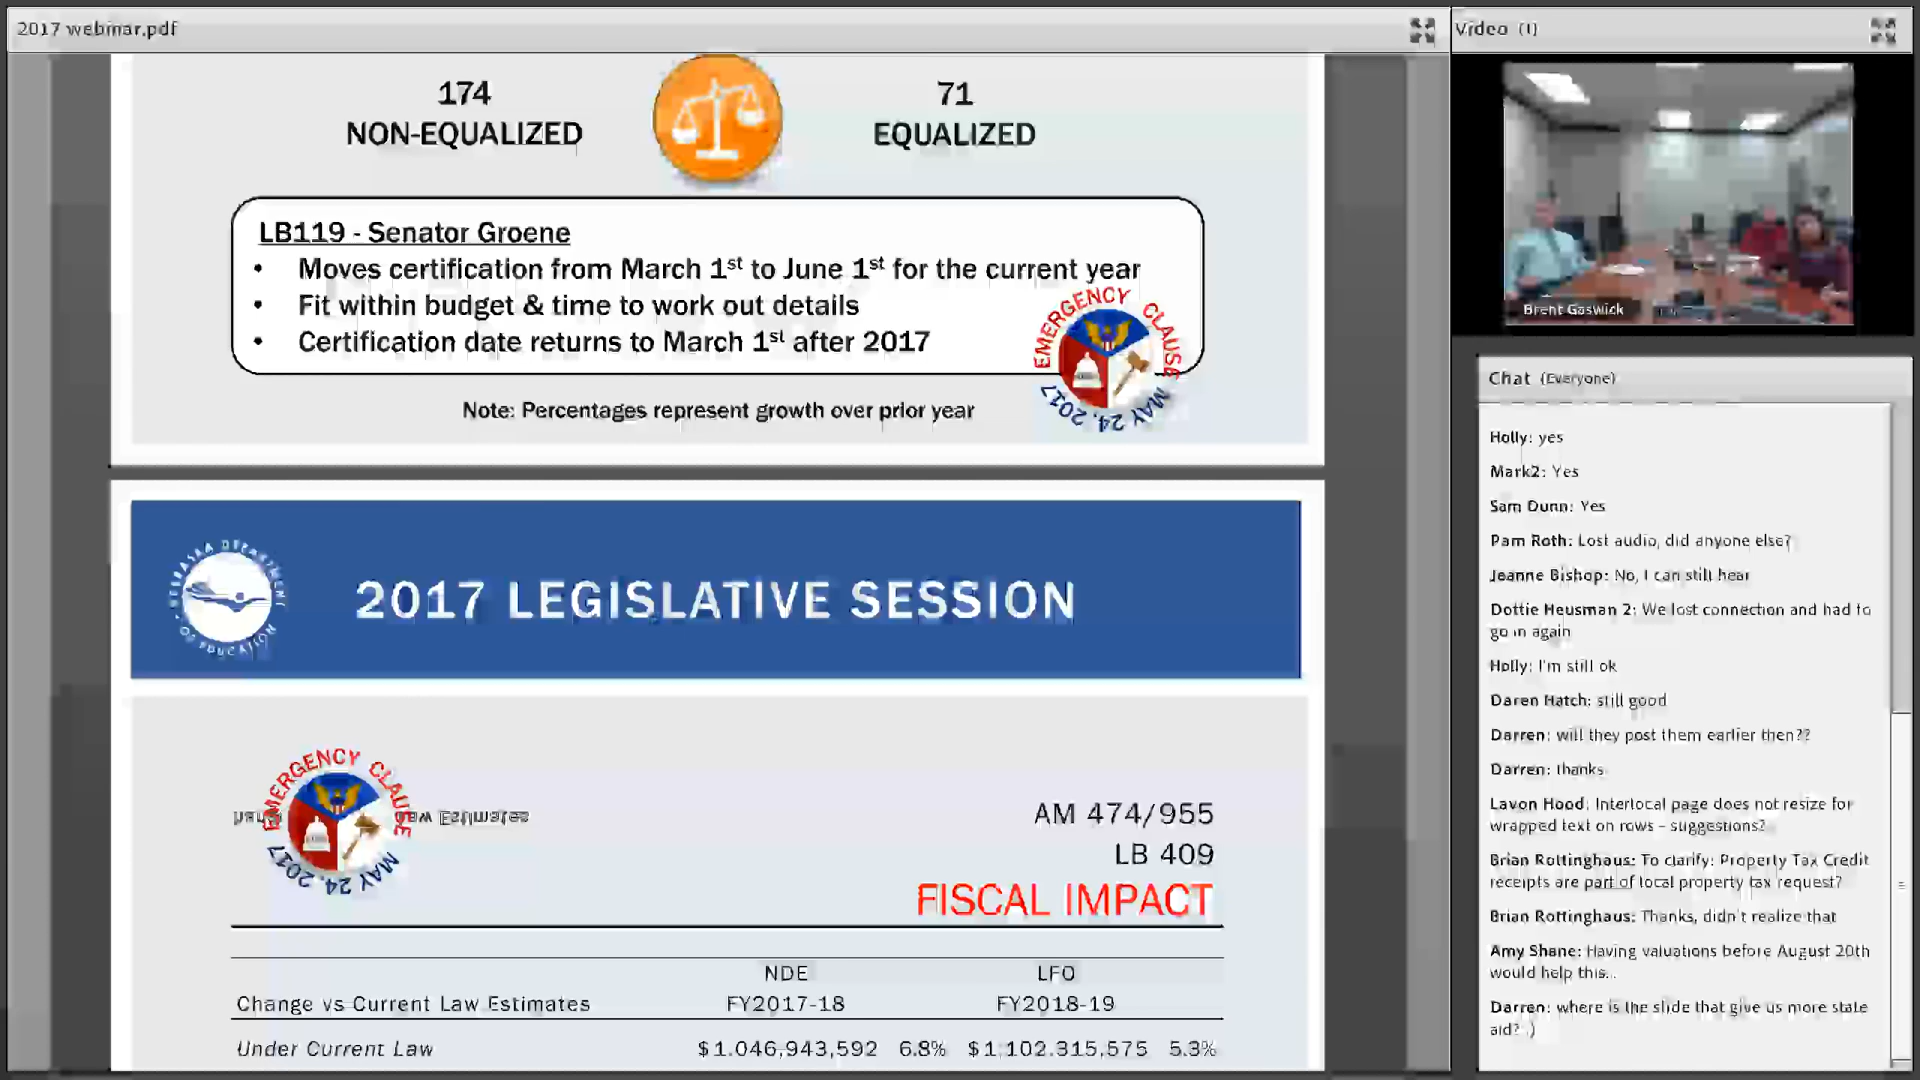 2017 webinar.pdf
174
NON-EQUALIZED
71
EQUALIZED
LB119 - Senator Groene
• Moves certification from March 1st to June 1st for the current year
• Fit within budget & time to work out details
• Certification date returns to March 1st after 2017
EMERGENCY CLAUSE
MAY 24, 2017
Note: Percentages represent growth over prior year
NEBRASKA DEPARTMENT
OF EDUCATION
2017 LEGISLATIVE SESSION
EMERGENCY CLAUSE
MAY 24, 2017
Estimates
AM 474/955
LB 409
FISCAL IMPACT
NDE LFO
Change vs Current Law Estimates FY2017-18 FY2018-19
Under Current Law $1,046,943,592 6.8% $1,102,315,575 5.3%
Video (1)
Brent Gaswick
Chat (Everyone)
Holly: yes
Mark2: Yes
Sam Dunn: Yes
Pam Roth: Lost audio, did anyone else?
Jeanne Bishop: No, I can still hear
Dottie Heusman 2: We lost connection and had to
go in again
Holly: I'm still ok
Daren Hatch: still good
Darren: will they post them earlier then??
Darren: thanks
Lavon Hood: Interlocal page does not resize for
wrapped text on rows - suggestions?
Brian Rottinghaus: To clarify: Property Tax Credit
receipts are part of local property tax request?
Brian Rottinghaus: Thanks, didn't realize that
Amy Shane: Having valuations before August 20th
would help this...
Darren: where is the slide that give us more state
aid? :)